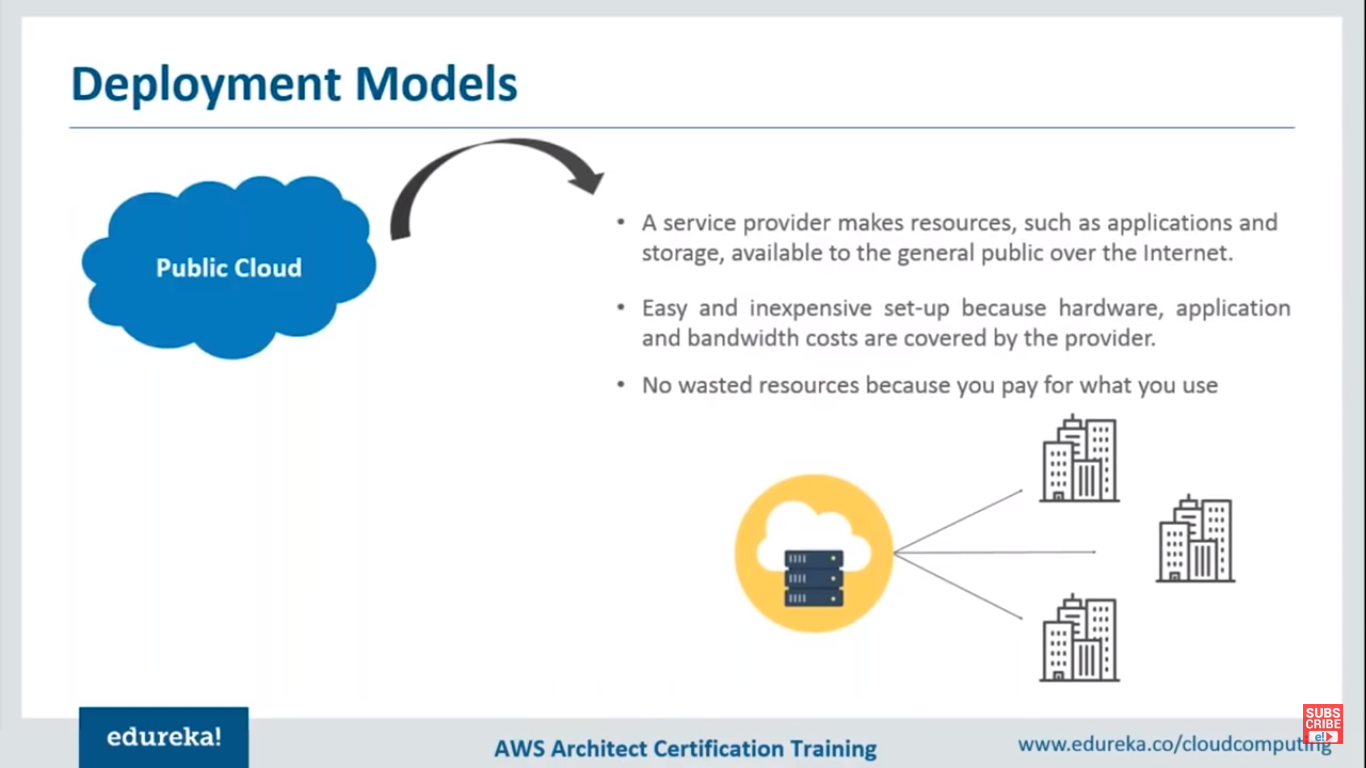 Deployment Models
Public Cloud
• A service provider makes resources, such as applications and
storage, available to the general public over the Internet.
• Easy and inexpensive set-up because hardware, application
and bandwidth costs are covered by the provider.
• No wasted resources because you pay for what you use
edureka!
AWS Architect Certification Training
www.edureka.co/cloudcomputing
SUBS
CRIBE
e!